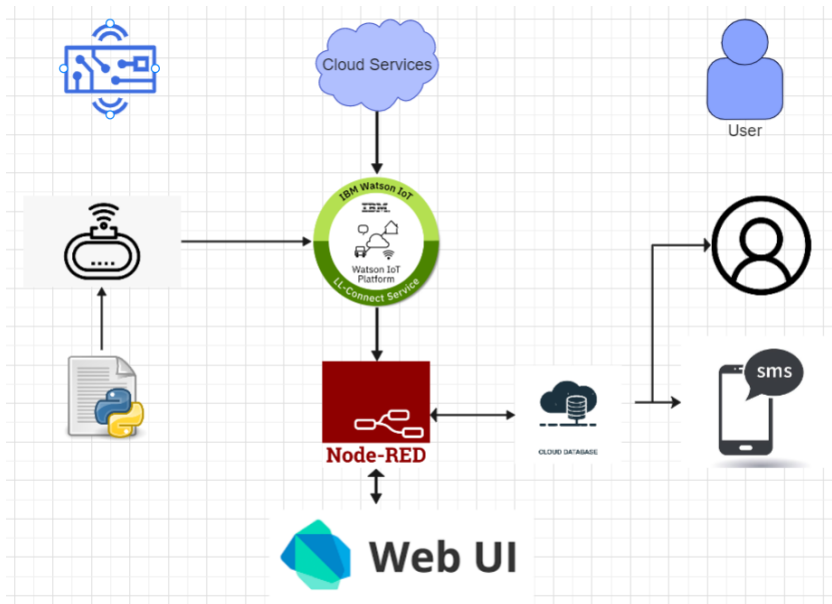 Cloud Services
User
IBM Watson IoT
IBM
Watson IoT
Platform
LL-Connect Service
sms
CLOUD DATABASE
Node-RED
Web UI